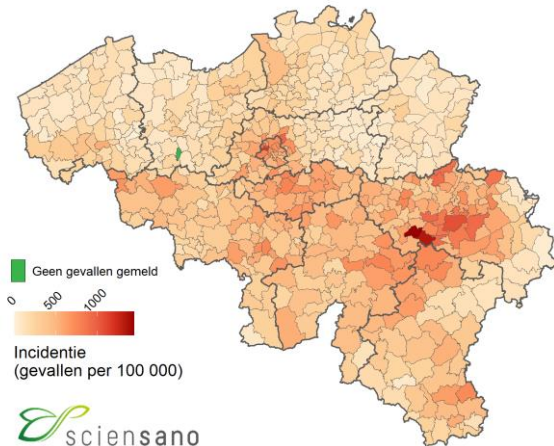 Geen gevallen gemeld
0 500 1000
Incidentie
(gevallen per 100 000)
sciensano